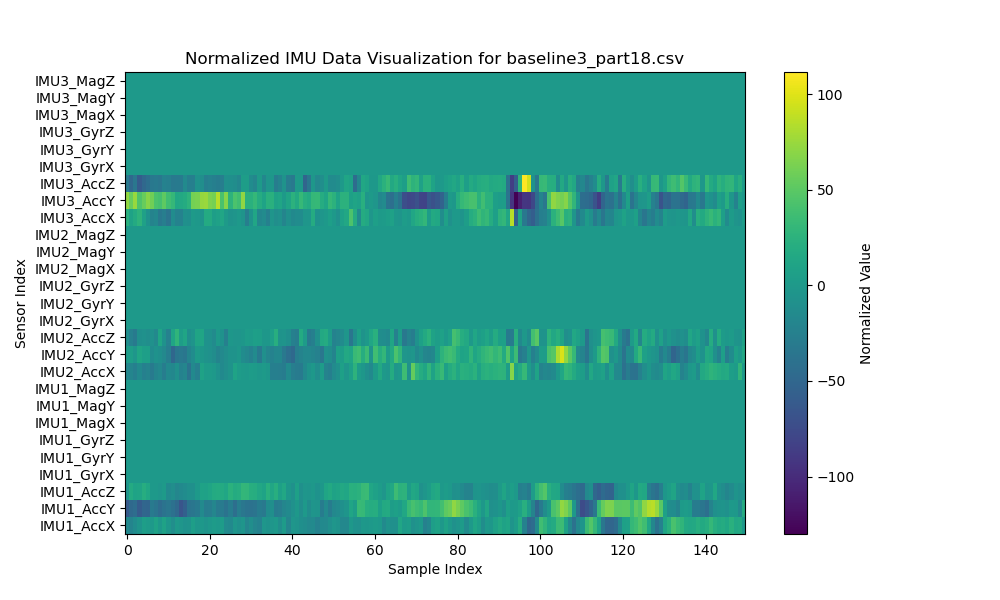 Normalized IMU Data Visualization for baseline3_part18.csv
IMU3_MagZ
IMU3_MagY
IMU3_MagX
IMU3_GyrZ
IMU3_GyrY
IMU3_GyrX
IMU3_AccZ
IMU3_AccY
IMU3_AccX
IMU2_MagZ
IMU2_MagY
IMU2_MagX
IMU2_GyrZ
IMU2_GyrY
IMU2_GyrX
IMU2_AccZ
IMU2_AccY
IMU2_AccX
IMU1_MagZ
IMU1_MagY
IMU1_MagX
IMU1_GyrZ
IMU1_GyrY
IMU1_GyrX
IMU1_AccZ
IMU1_AccY
IMU1_AccX
Sensor Index
0 20 40 60 80 100 120 140
Sample Index
100
50
0
−50
−100
Normalized Value